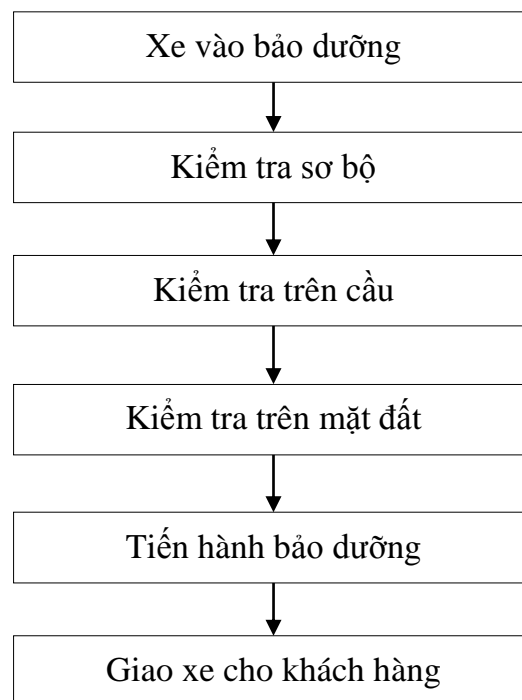 Xe vào bảo dưỡng
Kiểm tra sơ bộ
Kiểm tra trên cầu
Kiểm tra trên mặt đất
Tiến hành bảo dưỡng
Giao xe cho khách hàng